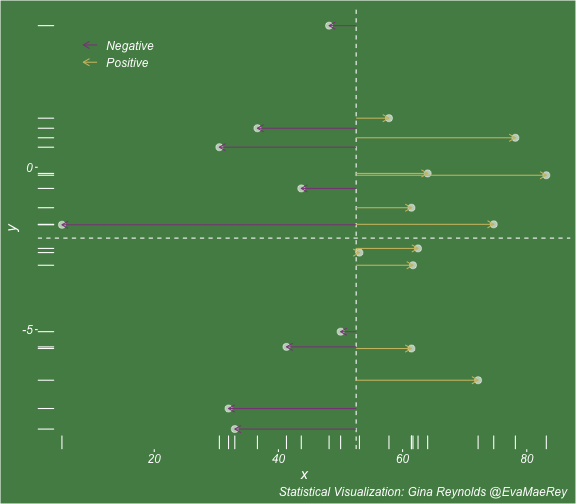 Negative
Positive
0
y
-5
20
40
60
80
x
Statistical Visualization: Gina Reynolds @EvaMaeRey